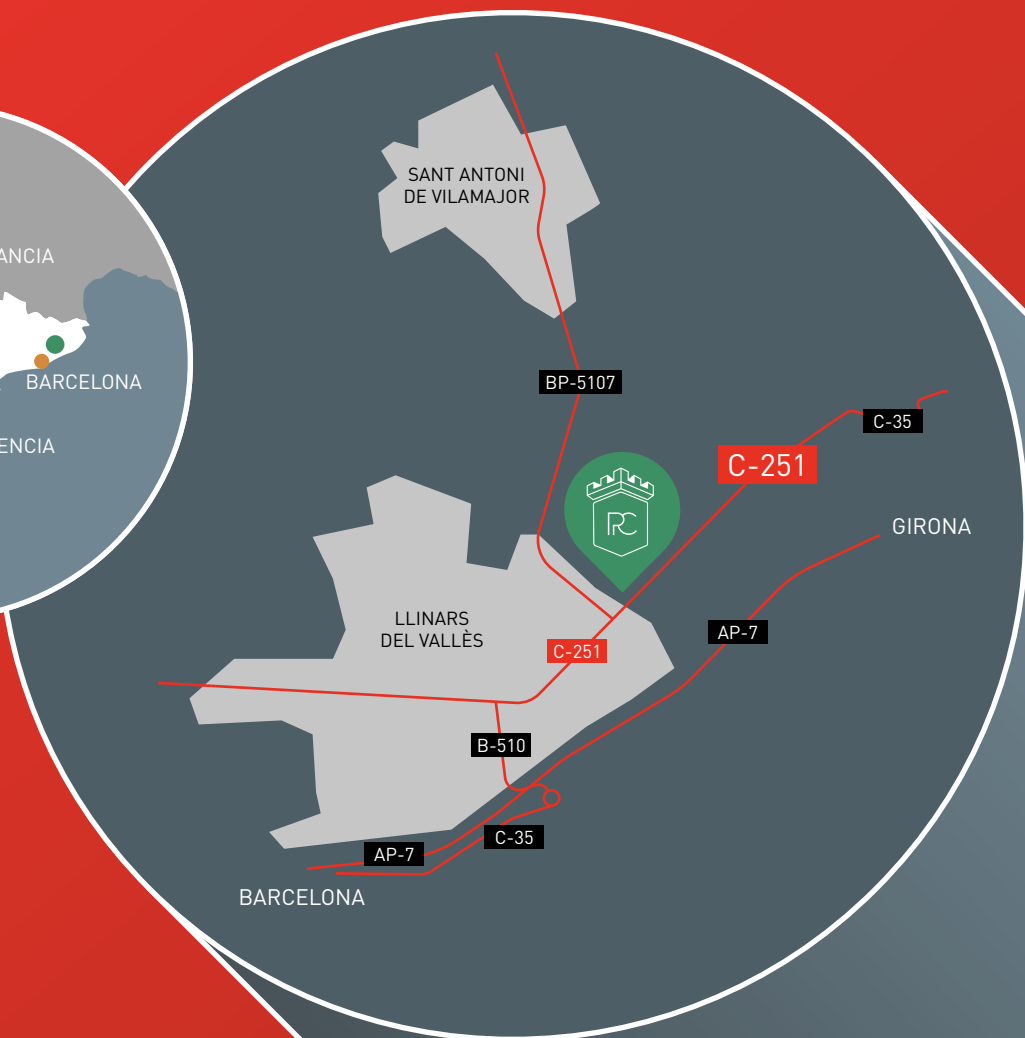 SANT ANTONI
DE VILAMAJOR
ANCIA
BARCELONA
ENCIA
BP-5107
C-35
C-251
RC
GIRONA
LLINARS
DEL VALLÈS
AP-7
C-251
B-510
C-35
AP-7
BARCELONA